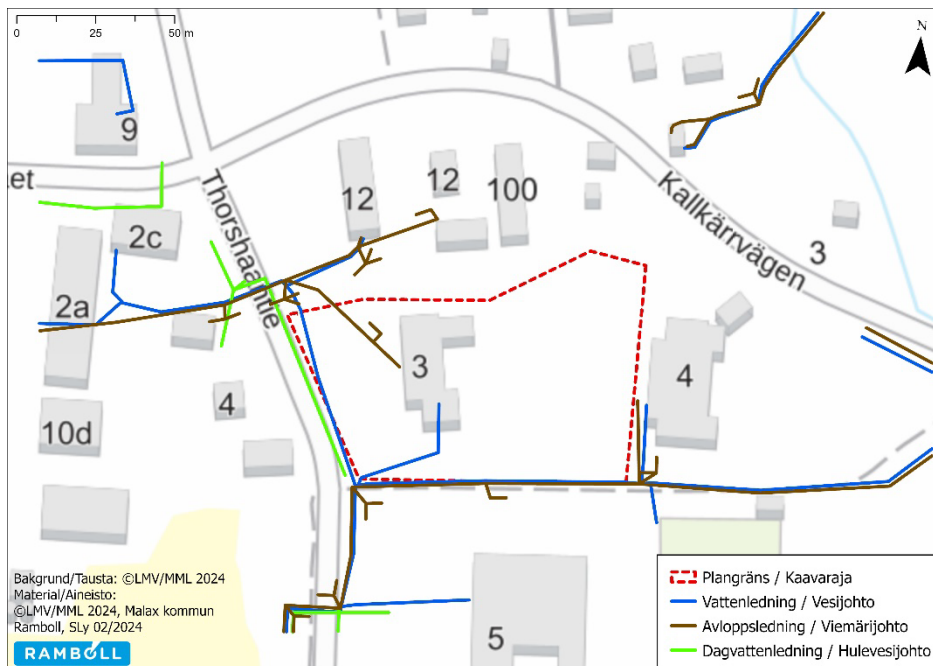 0 25 50 m
N
9
et
Thorshaantie
12
12
100
Kallkärrvägen
3
2c
2a
3
4
4
10d
5
Bakgrund/Tausta: ©LMV/MML 2024
Material/Aineisto:
©LMV/MML 2024, Malax kommun
Ramboll, SLy 02/2024
RAMBOLL
Plangräns / Kaavaraja
Vattenledning / Vesijohto
Avloppsledning / Viemärijohto
Dagvattenledning / Hulevesijohto